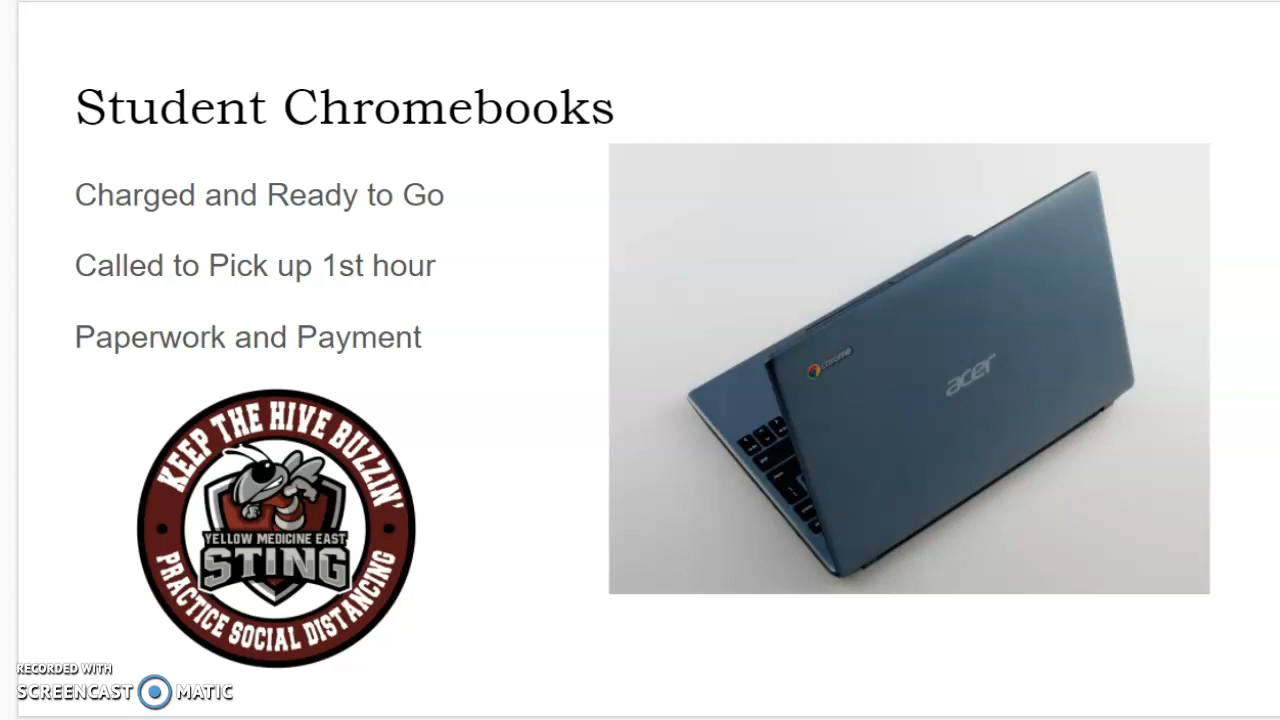 Student Chromebooks
Charged and Ready to Go
Called to Pick up 1st hour
Paperwork and Payment
chrome
acer
KEEP THE HIVE BUZZIN'
YELLOW MEDICINE EAST
STING
PRACTICE SOCIAL DISTANCING
RECORDED WITH
SCREENCAST MATIC